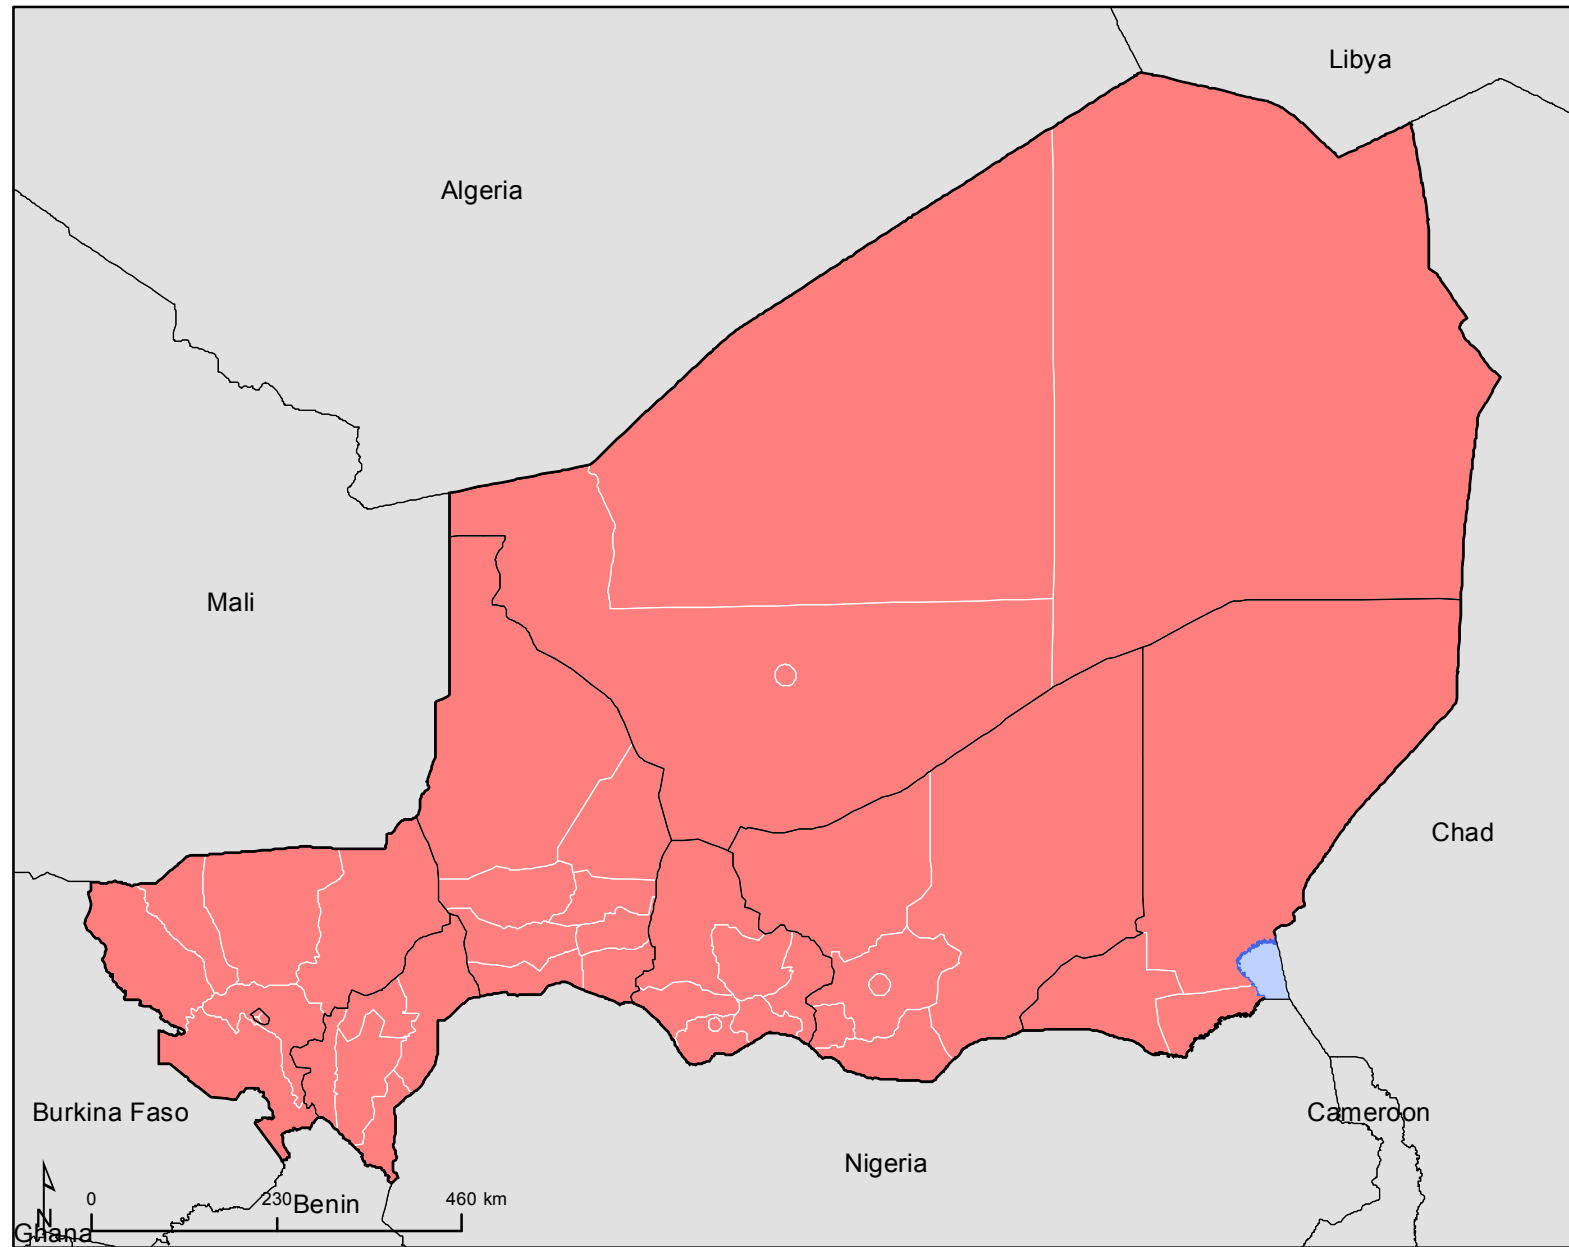 Libya
Algeria
Mali
Chad
Burkina Faso
Cameroon
Nigeria
0 230 460 km
Benin
N
Ghana